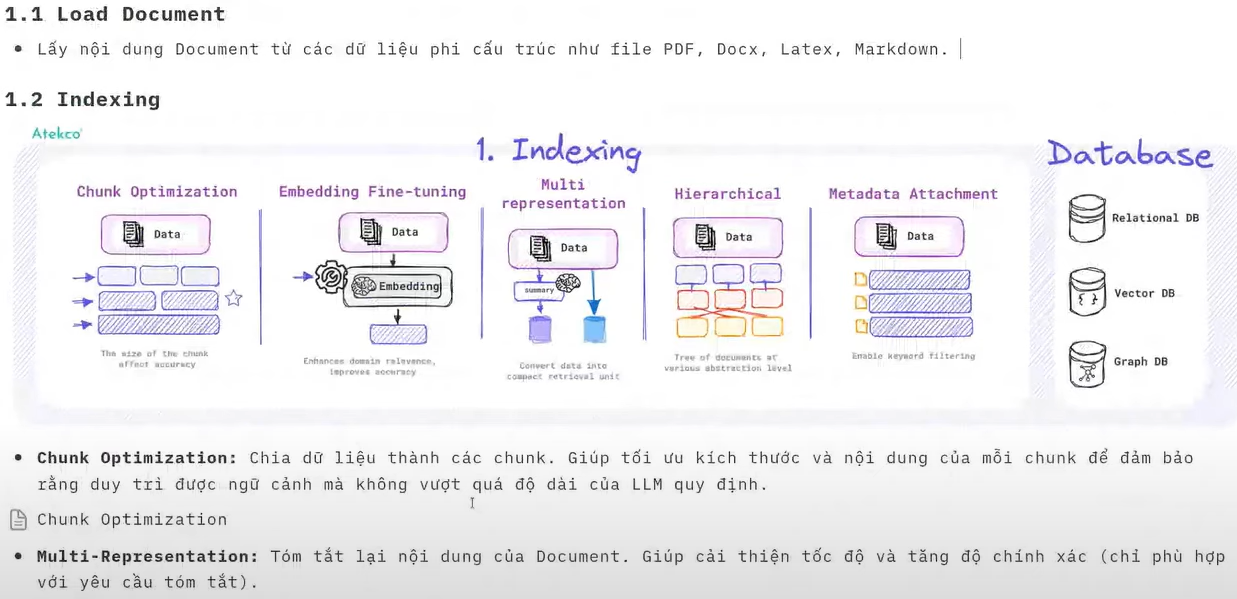 1.1 Load Document
• Lấy nội dung Document từ các dữ liệu phi cấu trúc như file PDF, Docx, Latex, Markdown.
1.2 Indexing
Atekco
1. Indexing
Database
Chunk Optimization
Data
The size of the chunk
affect accuracy
Embedding Fine-tuning
Data
Embedding
Enhances domain relevence,
improves accuracy
Multi
representation
Data
summary
Convert data into
compact retrieval unit
Hierarchical
Data
Tree of documents at
various abstraction level
Metadata Attachment
Data
Enable keyword filtering
Relational DB
Vector DB
Graph DB
• Chunk Optimization: Chia dữ liệu thành các chunk. Giúp tối ưu kích thước và nội dung của mỗi chunk để đảm bảo
rằng duy trì được ngữ cảnh mà không vượt quá độ dài của LLM quy định.
Chunk Optimization
• Multi-Representation: Tóm tắt lại nội dung của Document. Giúp cải thiện tốc độ và tăng độ chính xác (chỉ phù hợp
với yêu cầu tóm tắt).